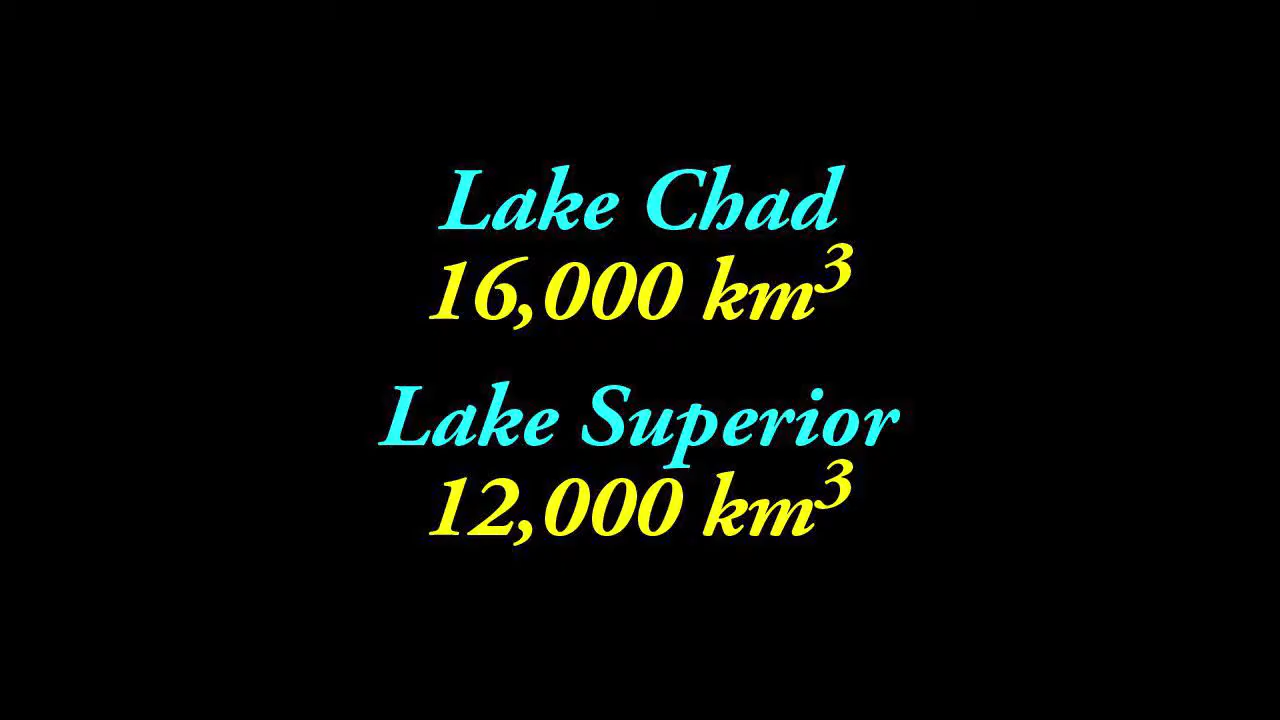 Lake Chad
16,000 km³
Lake Superior
12,000 km³